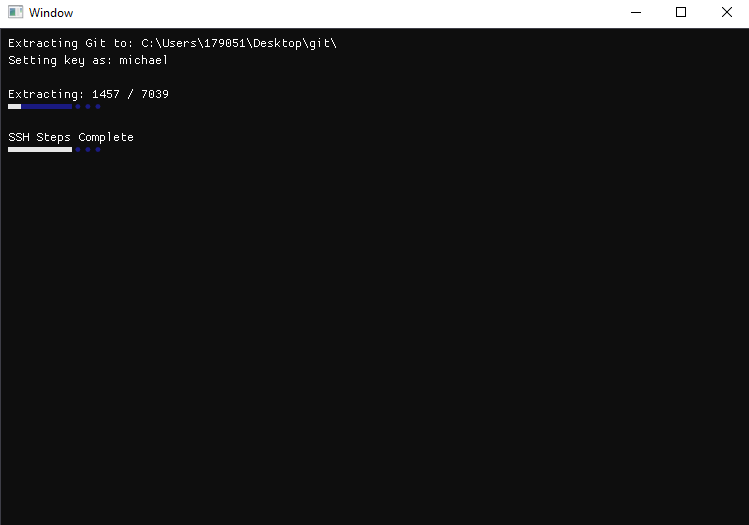 Window
Extracting Git to: C:\Users\179051\Desktop\git\
Setting key as: michael
Extracting: 1457 / 7039
SSH Steps Complete